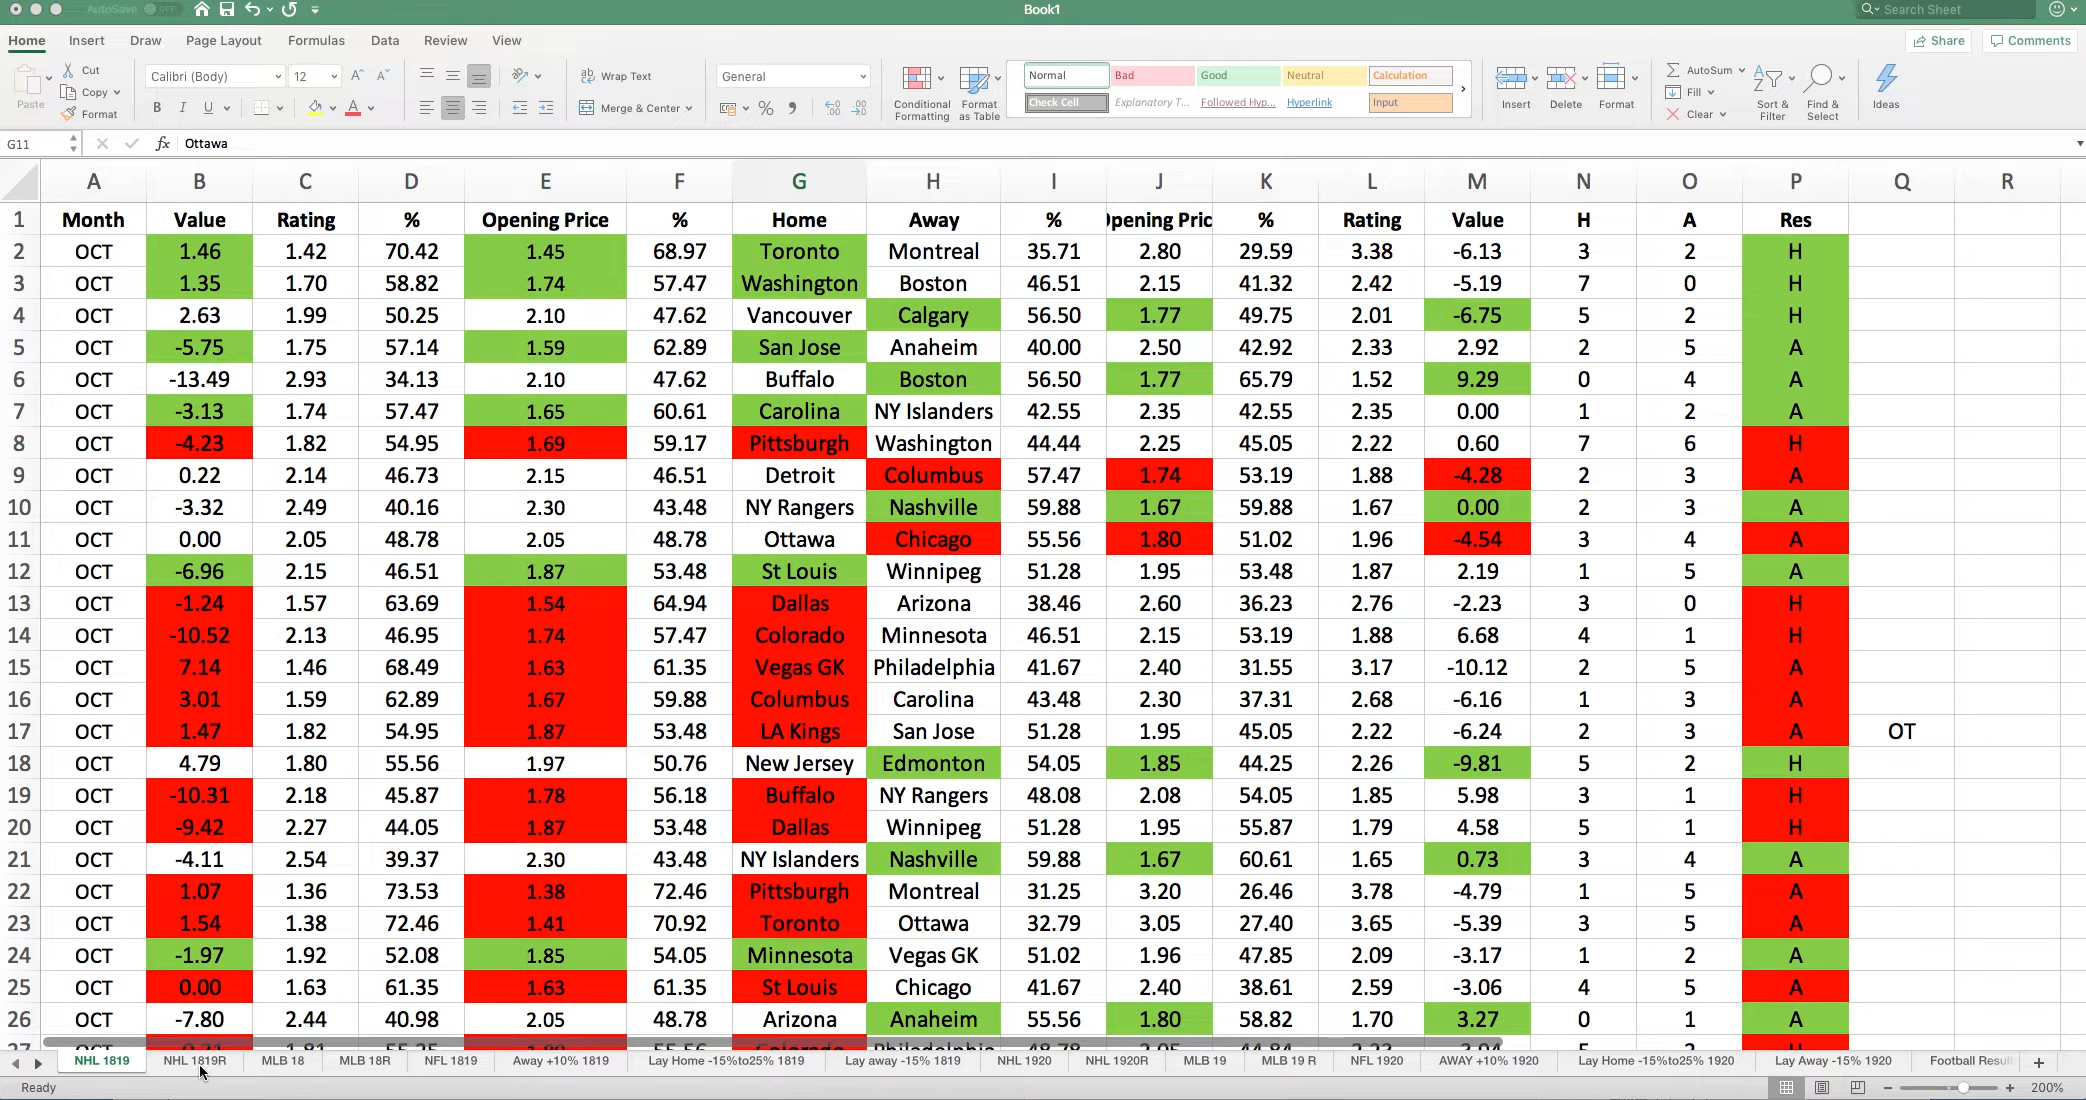 AutoSave OFF Book1 Search Sheet
Home Insert Draw Page Layout Formulas Data Review View Share Comments
Cut Calibri (Body) 12 Wrap Text General Normal Bad Good Neutral Calculation AutoSum
Copy Fill
Paste Format B I U Merge & Center Conditional Formatting Format as Table Check Cell Explanatory T... Followed Hyp... Hyperlink Input Insert Delete Format Clear Sort & Filter Find & Select Ideas
G11 fx Ottawa
A B C D E F G H I J K L M N O P Q R
1 Month Value Rating % Opening Price % Home Away % Opening Pric % Rating Value H A Res
2 OCT 1.46 1.42 70.42 1.45 68.97 Toronto Montreal 35.71 2.80 29.59 3.38 -6.13 3 2 H
3 OCT 1.35 1.70 58.82 1.74 57.47 Washington Boston 46.51 2.15 41.32 2.42 -5.19 7 0 H
4 OCT 2.63 1.99 50.25 2.10 47.62 Vancouver Calgary 56.50 1.77 49.75 2.01 -6.75 5 2 H
5 OCT -5.75 1.75 57.14 1.59 62.89 San Jose Anaheim 40.00 2.50 42.92 2.33 2.92 2 5 A
6 OCT -13.49 2.93 34.13 2.10 47.62 Buffalo Boston 56.50 1.77 65.79 1.52 9.29 0 4 A
7 OCT -3.13 1.74 57.47 1.65 60.61 Carolina NY Islanders 42.55 2.35 42.55 2.35 0.00 1 2 A
8 OCT -4.23 1.82 54.95 1.69 59.17 Pittsburgh Washington 44.44 2.25 45.05 2.22 0.60 7 6 H
9 OCT 0.22 2.14 46.73 2.15 46.51 Detroit Columbus 57.47 1.74 53.19 1.88 -4.28 2 3 A
10 OCT -3.32 2.49 40.16 2.30 43.48 NY Rangers Nashville 59.88 1.67 59.88 1.67 0.00 2 3 A
11 OCT 0.00 2.05 48.78 2.05 48.78 Ottawa Chicago 55.56 1.80 51.02 1.96 -4.54 3 4 A
12 OCT -6.96 2.15 46.51 1.87 53.48 St Louis Winnipeg 51.28 1.95 53.48 1.87 2.19 1 5 A
13 OCT -1.24 1.57 63.69 1.54 64.94 Dallas Arizona 38.46 2.60 36.23 2.76 -2.23 3 0 H
14 OCT -10.52 2.13 46.95 1.74 57.47 Colorado Minnesota 46.51 2.15 53.19 1.88 6.68 4 1 H
15 OCT 7.14 1.46 68.49 1.63 61.35 Vegas GK Philadelphia 41.67 2.40 31.55 3.17 -10.12 2 5 A
16 OCT 3.01 1.59 62.89 1.67 59.88 Columbus Carolina 43.48 2.30 37.31 2.68 -6.16 1 3 A
17 OCT 1.47 1.82 54.95 1.87 53.48 LA Kings San Jose 51.28 1.95 45.05 2.22 -6.24 2 3 A OT
18 OCT 4.79 1.80 55.56 1.97 50.76 New Jersey Edmonton 54.05 1.85 44.25 2.26 -9.81 5 2 H
19 OCT -10.31 2.18 45.87 1.78 56.18 Buffalo NY Rangers 48.08 2.08 54.05 1.85 5.98 3 1 H
20 OCT -9.42 2.27 44.05 1.87 53.48 Dallas Winnipeg 51.28 1.95 55.87 1.79 4.58 5 1 H
21 OCT -4.11 2.54 39.37 2.30 43.48 NY Islanders Nashville 59.88 1.67 60.61 1.65 0.73 3 4 A
22 OCT 1.07 1.36 73.53 1.38 72.46 Pittsburgh Montreal 31.25 3.20 26.46 3.78 -4.79 1 5 A
23 OCT 1.54 1.38 72.46 1.41 70.92 Toronto Ottawa 32.79 3.05 27.40 3.65 -5.39 3 5 A
24 OCT -1.97 1.92 52.08 1.85 54.05 Minnesota Vegas GK 51.02 1.96 47.85 2.09 -3.17 1 2 A
25 OCT 0.00 1.63 61.35 1.63 61.35 St Louis Chicago 41.67 2.40 38.61 2.59 -3.06 4 5 A
26 OCT -7.80 2.44 40.98 2.05 48.78 Arizona Anaheim 55.56 1.80 58.82 1.70 3.27 0 1 A
NHL 1819 NHL 1819R MLB 18 MLB 18R NFL 1819 Away +10% 1819 Lay Home -15%to25% 1819 Lay away -15% 1819 NHL 1920 NHL 1920R MLB 19 MLB 19 R NFL 1920 AWAY +10% 1920 Lay Home -15%to25% 1920 Lay Away -15% 1920 Football Resul
Ready 200%